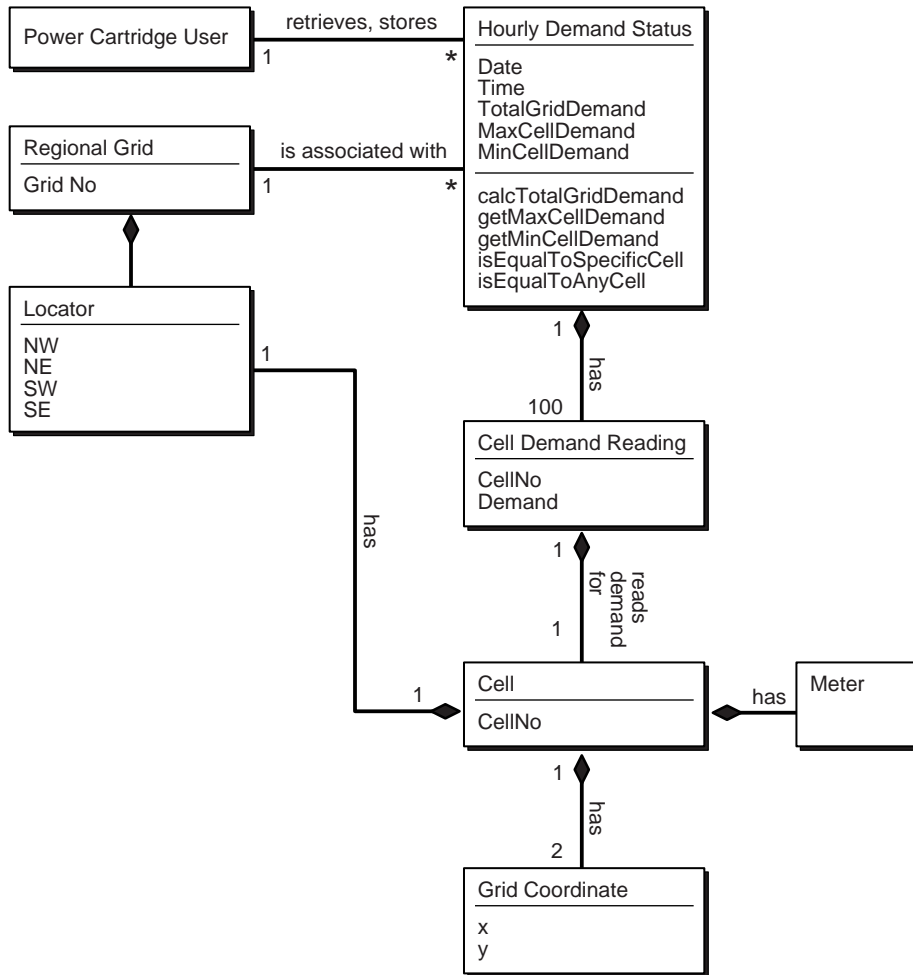 Power Cartridge User
retrieves, stores
1
*
Hourly Demand Status
Date
Time
TotalGridDemand
MaxCellDemand
MinCellDemand
calcTotalGridDemand
getMaxCellDemand
getMinCellDemand
isEqualToSpecificCell
isEqualToAnyCell
Regional Grid
Grid No
is associated with
1
*
Locator
NW
NE
SW
SE
1
has
1
1
has
100
Cell Demand Reading
CellNo
Demand
1
reads
demand
for
1
Cell
CellNo
has
Meter
1
has
2
Grid Coordinate
x
y